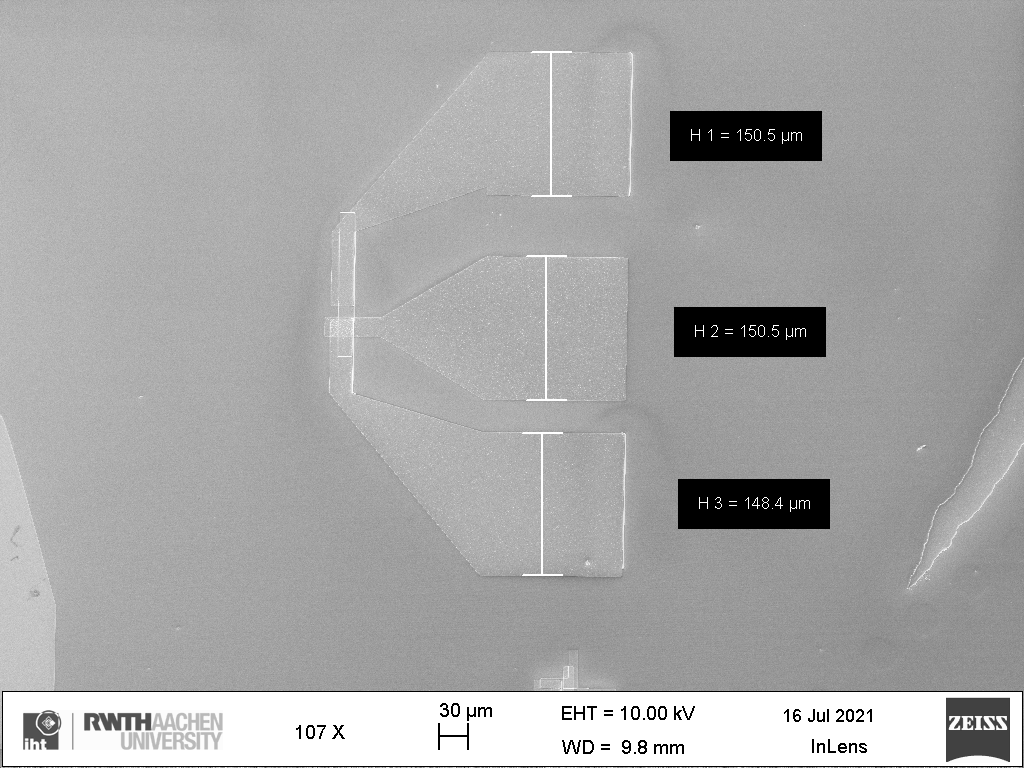 H 1 = 150.5 µm
H 2 = 150.5 µm
H 3 = 148.4 µm
iht
RWTHAACHEN
UNIVERSITY
107 X
30 µm
EHT = 10.00 kV
WD = 9.8 mm
16 Jul 2021
InLens
ZEISS